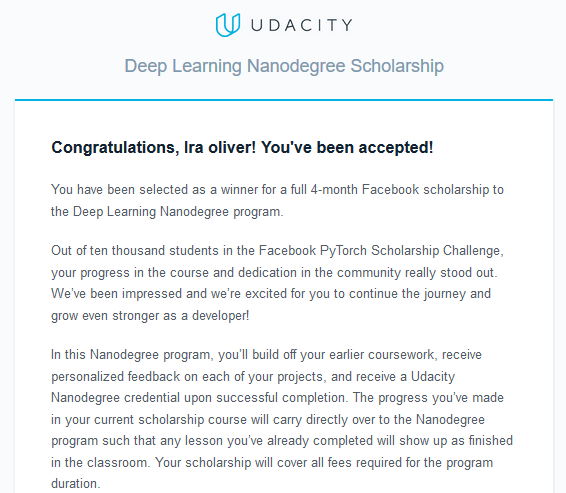 UDACITY
Deep Learning Nanodegree Scholarship
Congratulations, Ira oliver! You've been accepted!
You have been selected as a winner for a full 4-month Facebook scholarship to
the Deep Learning Nanodegree program.
Out of ten thousand students in the Facebook PyTorch Scholarship Challenge,
your progress in the course and dedication in the community really stood out.
We’ve been impressed and we’re excited for you to continue the journey and
grow even stronger as a developer!
In this Nanodegree program, you’ll build off your earlier coursework, receive
personalized feedback on each of your projects, and receive a Udacity
Nanodegree credential upon successful completion. The progress you’ve made
in your current scholarship course will carry directly over to the Nanodegree
program such that any lesson you’ve already completed will show up as finished
in the classroom. Your scholarship will cover all fees required for the program
duration.